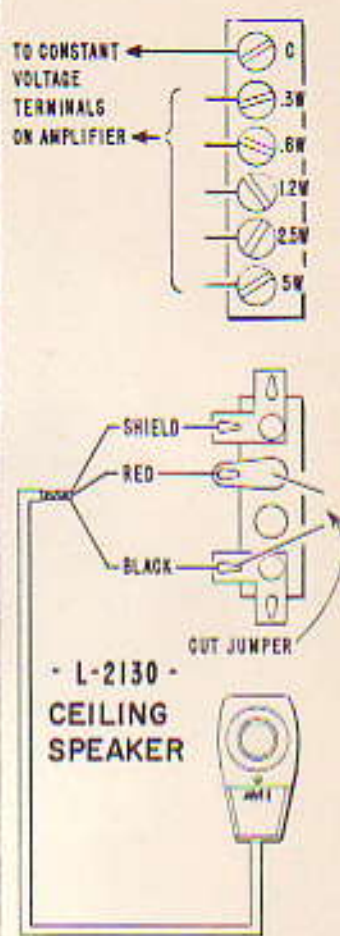 TO CONSTANT
VOLTAGE
TERMINALS
ON AMPLIFIER
C
.3W
.6W
1.2W
2.5W
5W
SHIELD
RED
BLACK
CUT JUMPER
- L-2130 -
CEILING
SPEAKER
AMI